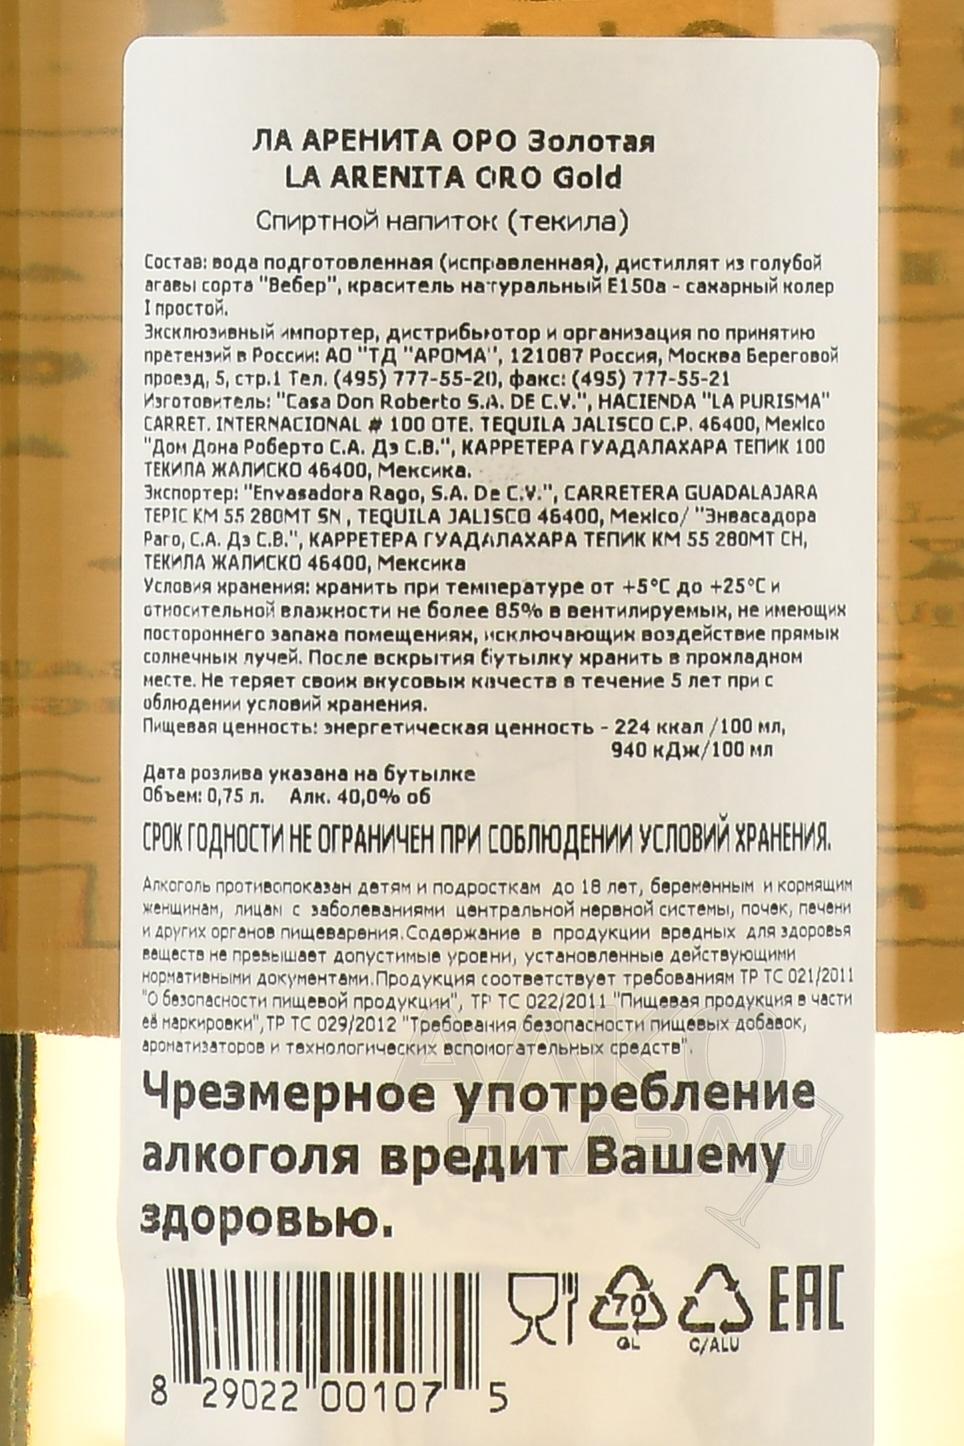 ЛА АРЕНИТА ОРО Золотая
LA ARENITA ORO Gold
Спиртной напиток (текила)
Состав: вода подготовленная (исправленная), дистиллят из голубой
агавы сорта "Вебер", краситель натуральный Е150а - сахарный колер
I простой.
Эксклюзивный импортер, дистрибьютор и организация по принятию
претензий в России: АО "ТД "АРОМА", 121087 Россия, Москва Береговой
проезд, 5, стр.1 Тел. (495) 777-55-20, факс: (495) 777-55-21
Изготовитель: "Casa Don Roberto S.A. DE C.V.", HACIENDA "LA PURISMA"
CARRET. INTERNACIONAL # 100 OTE. TEQUILA JALISCO C.P. 46400, Mexico
"Дом Дона Роберто С.А. Дэ С.В.", КАРРЕТЕРА ГУАДАЛАХАРА ТЕПИК 100
ТЕКИЛА ЖАЛИСКО 46400, Мексика.
Экспортер: "Envasadora Rago, S.A. De C.V.", CARRETERA GUADALAJARA
TEPIC KM 55 280MT SN , TEQUILA JALISCO 46400, Mexico/ "Энвасадора
Раго, С.А. Дэ С.В.", КАРРЕТЕРА ГУАДАЛАХАРА ТЕПИК КМ 55 280МТ СН,
ТЕКИЛА ЖАЛИСКО 46400, Мексика
Условия хранения: хранить при температуре от +5°С до +25°С и
относительной влажности не более 85% в вентилируемых, не имеющих
постороннего запаха помещениях, исключающих воздействие прямых
солнечных лучей. После вскрытия бутылку хранить в прохладном
месте. Не теряет своих вкусовых качеств в течение 5 лет при с
облюдении условий хранения.
Пищевая ценность: энергетическая ценность - 224 ккал /100 мл,
940 кДж/100 мл
Дата розлива указана на бутылке
Объем: 0,75 л. Алк. 40,0% об
СРОК ГОДНОСТИ НЕ ОГРАНИЧЕН ПРИ СОБЛЮДЕНИИ УСЛОВИЙ ХРАНЕНИЯ.
Алкоголь противопоказан детям и подросткам до 18 лет, беременным и кормящим
женщинам, лицам с заболеваниями центральной нервной системы, почек, печени
и других органов пищеварения.Содержание в продукции вредных для здоровья
веществ не превышает допустимые уровни, установленные действующими
нормативными документами.Продукция соответствует требованиям ТР ТС 021/2011
"О безопасности пищевой продукции", ТР ТС 022/2011 "Пищевая продукция в части
её маркировки",ТР ТС 029/2012 "Требования безопасности пищевых добавок,
ароматизаторов и технологических вспомогательных средств".
Чрезмерное употребление
алкоголя вредит Вашему
здоровью.
70
GL
C/ALU
EAC
8 29022 00107 5
АЛКО
ПЛАЗА.ru